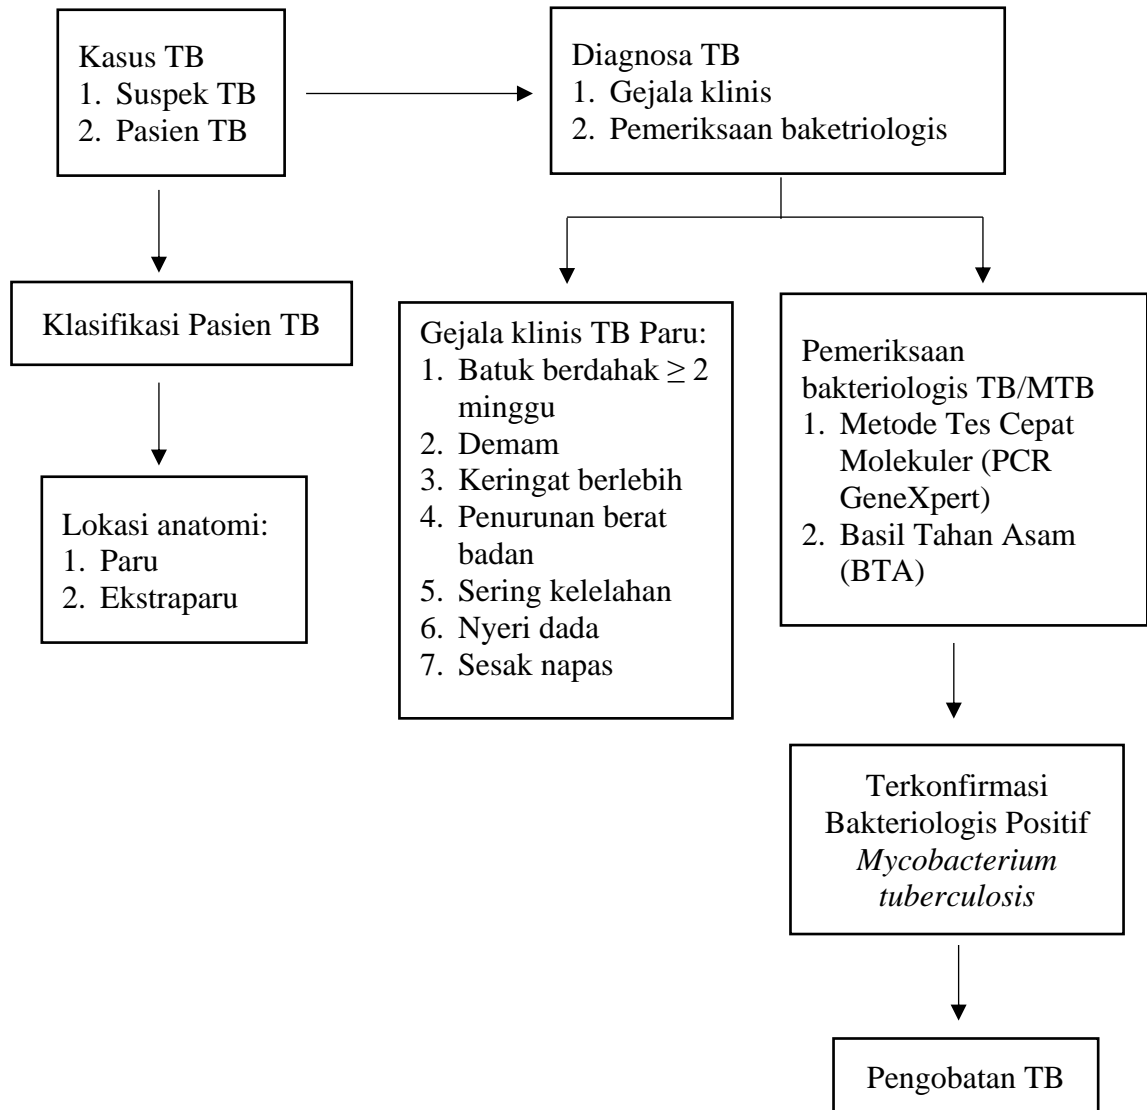 Kasus TB
1. Suspek TB
2. Pasien TB
Diagnosa TB
1. Gejala klinis
2. Pemeriksaan baketriologis
Klasifikasi Pasien TB
Lokasi anatomi:
1. Paru
2. Ekstraparu
Gejala klinis TB Paru:
1. Batuk berdahak ≥ 2
minggu
2. Demam
3. Keringat berlebih
4. Penurunan berat
badan
5. Sering kelelahan
6. Nyeri dada
7. Sesak napas
Pemeriksaan
bakteriologis TB/MTB
1. Metode Tes Cepat
Molekuler (PCR
GeneXpert)
2. Basil Tahan Asam
(BTA)
Terkonfirmasi
Bakteriologis Positif
Mycobacterium
tuberculosis
Pengobatan TB